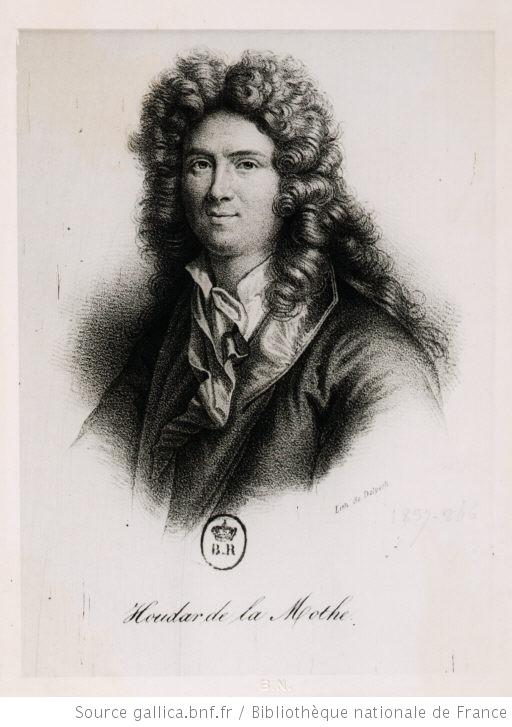 Lith. de Delpech
B.R
Houdar de la Mothe.
B.N.
Source gallica.bnf.fr / Bibliothèque nationale de France